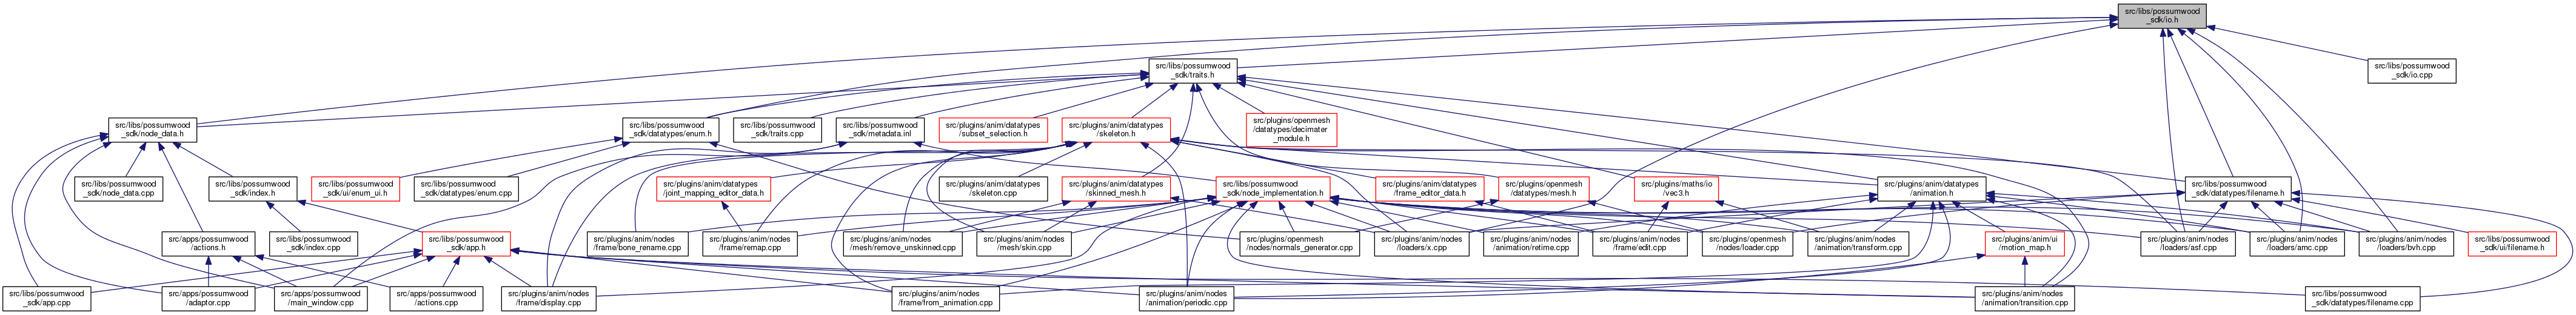 src/libs/possumwood
_sdk/io.h
src/libs/possumwood
_sdk/traits.h
src/libs/possumwood
_sdk/io.cpp
src/libs/possumwood
_sdk/node_data.h
src/libs/possumwood
_sdk/datatypes/enum.h
src/libs/possumwood
_sdk/traits.cpp
src/libs/possumwood
_sdk/metadata.inl
src/plugins/anim/datatypes
/subset_selection.h
src/plugins/anim/datatypes
/skeleton.h
src/plugins/openmesh
/datatypes/decimater
_module.h
src/libs/possumwood
_sdk/node_data.cpp
src/libs/possumwood
_sdk/index.h
src/libs/possumwood
_sdk/ui/enum_ui.h
src/libs/possumwood
_sdk/datatypes/enum.cpp
src/plugins/anim/datatypes
/joint_mapping_editor_data.h
src/plugins/anim/datatypes
/skeleton.cpp
src/plugins/anim/datatypes
/skinned_mesh.h
src/libs/possumwood
_sdk/node_implementation.h
src/plugins/anim/datatypes
/frame_editor_data.h
src/plugins/openmesh
/datatypes/mesh.h
src/plugins/maths/io
/vec3.h
src/plugins/anim/datatypes
/animation.h
src/libs/possumwood
_sdk/datatypes/filename.h
src/apps/possumwood
/actions.h
src/libs/possumwood
_sdk/index.cpp
src/libs/possumwood
_sdk/app.h
src/plugins/anim/nodes
/frame/bone_rename.cpp
src/plugins/anim/nodes
/frame/remap.cpp
src/plugins/anim/nodes
/mesh/remove_unskinned.cpp
src/plugins/anim/nodes
/mesh/skin.cpp
src/plugins/openmesh
/nodes/normals_generator.cpp
src/plugins/anim/nodes
/loaders/x.cpp
src/plugins/anim/nodes
/animation/retime.cpp
src/plugins/anim/nodes
/frame/edit.cpp
src/plugins/openmesh
/nodes/loader.cpp
src/plugins/anim/nodes
/animation/transform.cpp
src/plugins/anim/ui
/motion_map.h
src/plugins/anim/nodes
/loaders/asf.cpp
src/plugins/anim/nodes
/loaders/amc.cpp
src/plugins/anim/nodes
/loaders/bvh.cpp
src/libs/possumwood
_sdk/ui/filename.h
src/libs/possumwood
_sdk/app.cpp
src/apps/possumwood
/adaptor.cpp
src/apps/possumwood
/main_window.cpp
src/apps/possumwood
/actions.cpp
src/plugins/anim/nodes
/frame/display.cpp
src/plugins/anim/nodes
/frame/from_animation.cpp
src/plugins/anim/nodes
/animation/periodic.cpp
src/plugins/anim/nodes
/animation/transition.cpp
src/libs/possumwood
_sdk/datatypes/filename.cpp